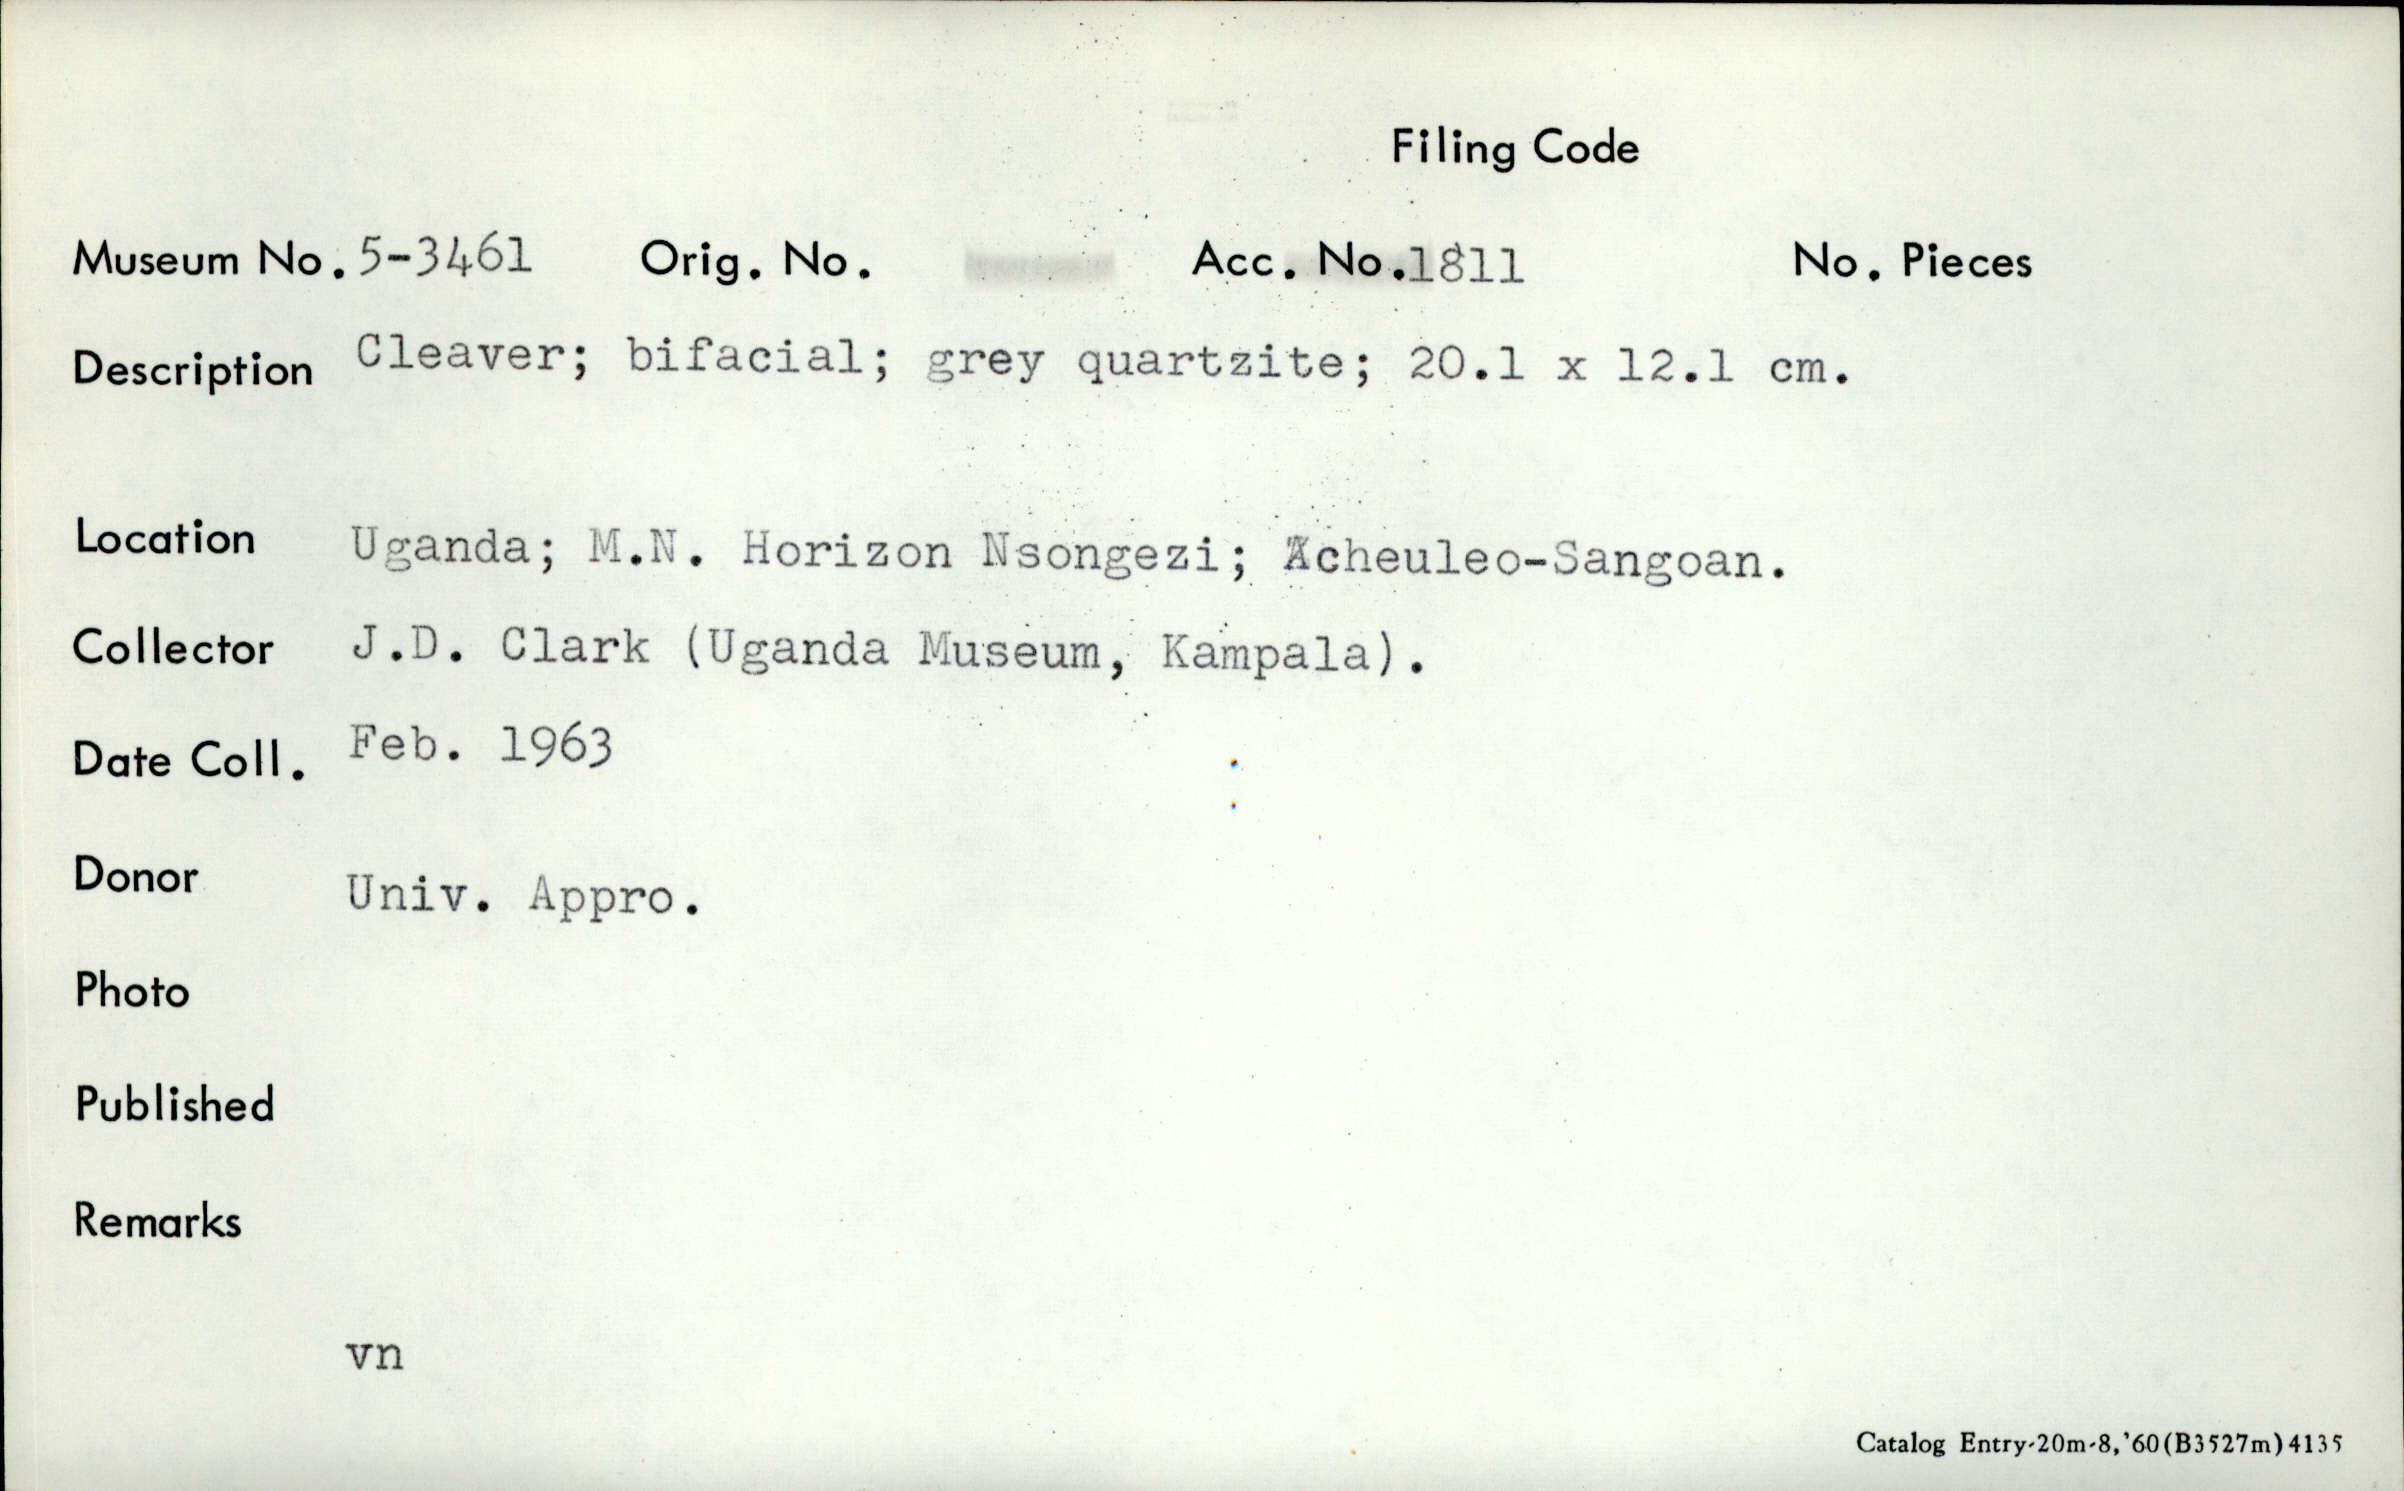 Filing Code
Museum No. 5-3461 Orig. No. Acc. No. 1811 No. Pieces
Description Cleaver; bifacial; grey quartzite; 20.1 x 12.1 cm.
Location Uganda; M.N. Horizon Nsongezi; Acheuleo-Sangoan.
Collector J.D. Clark (Uganda Museum, Kampala).
Date Coll. Feb. 1963
Donor Univ. Appro.
Photo
Published
Remarks
vn
Catalog Entry-20m-8,'60(B3527m)4135